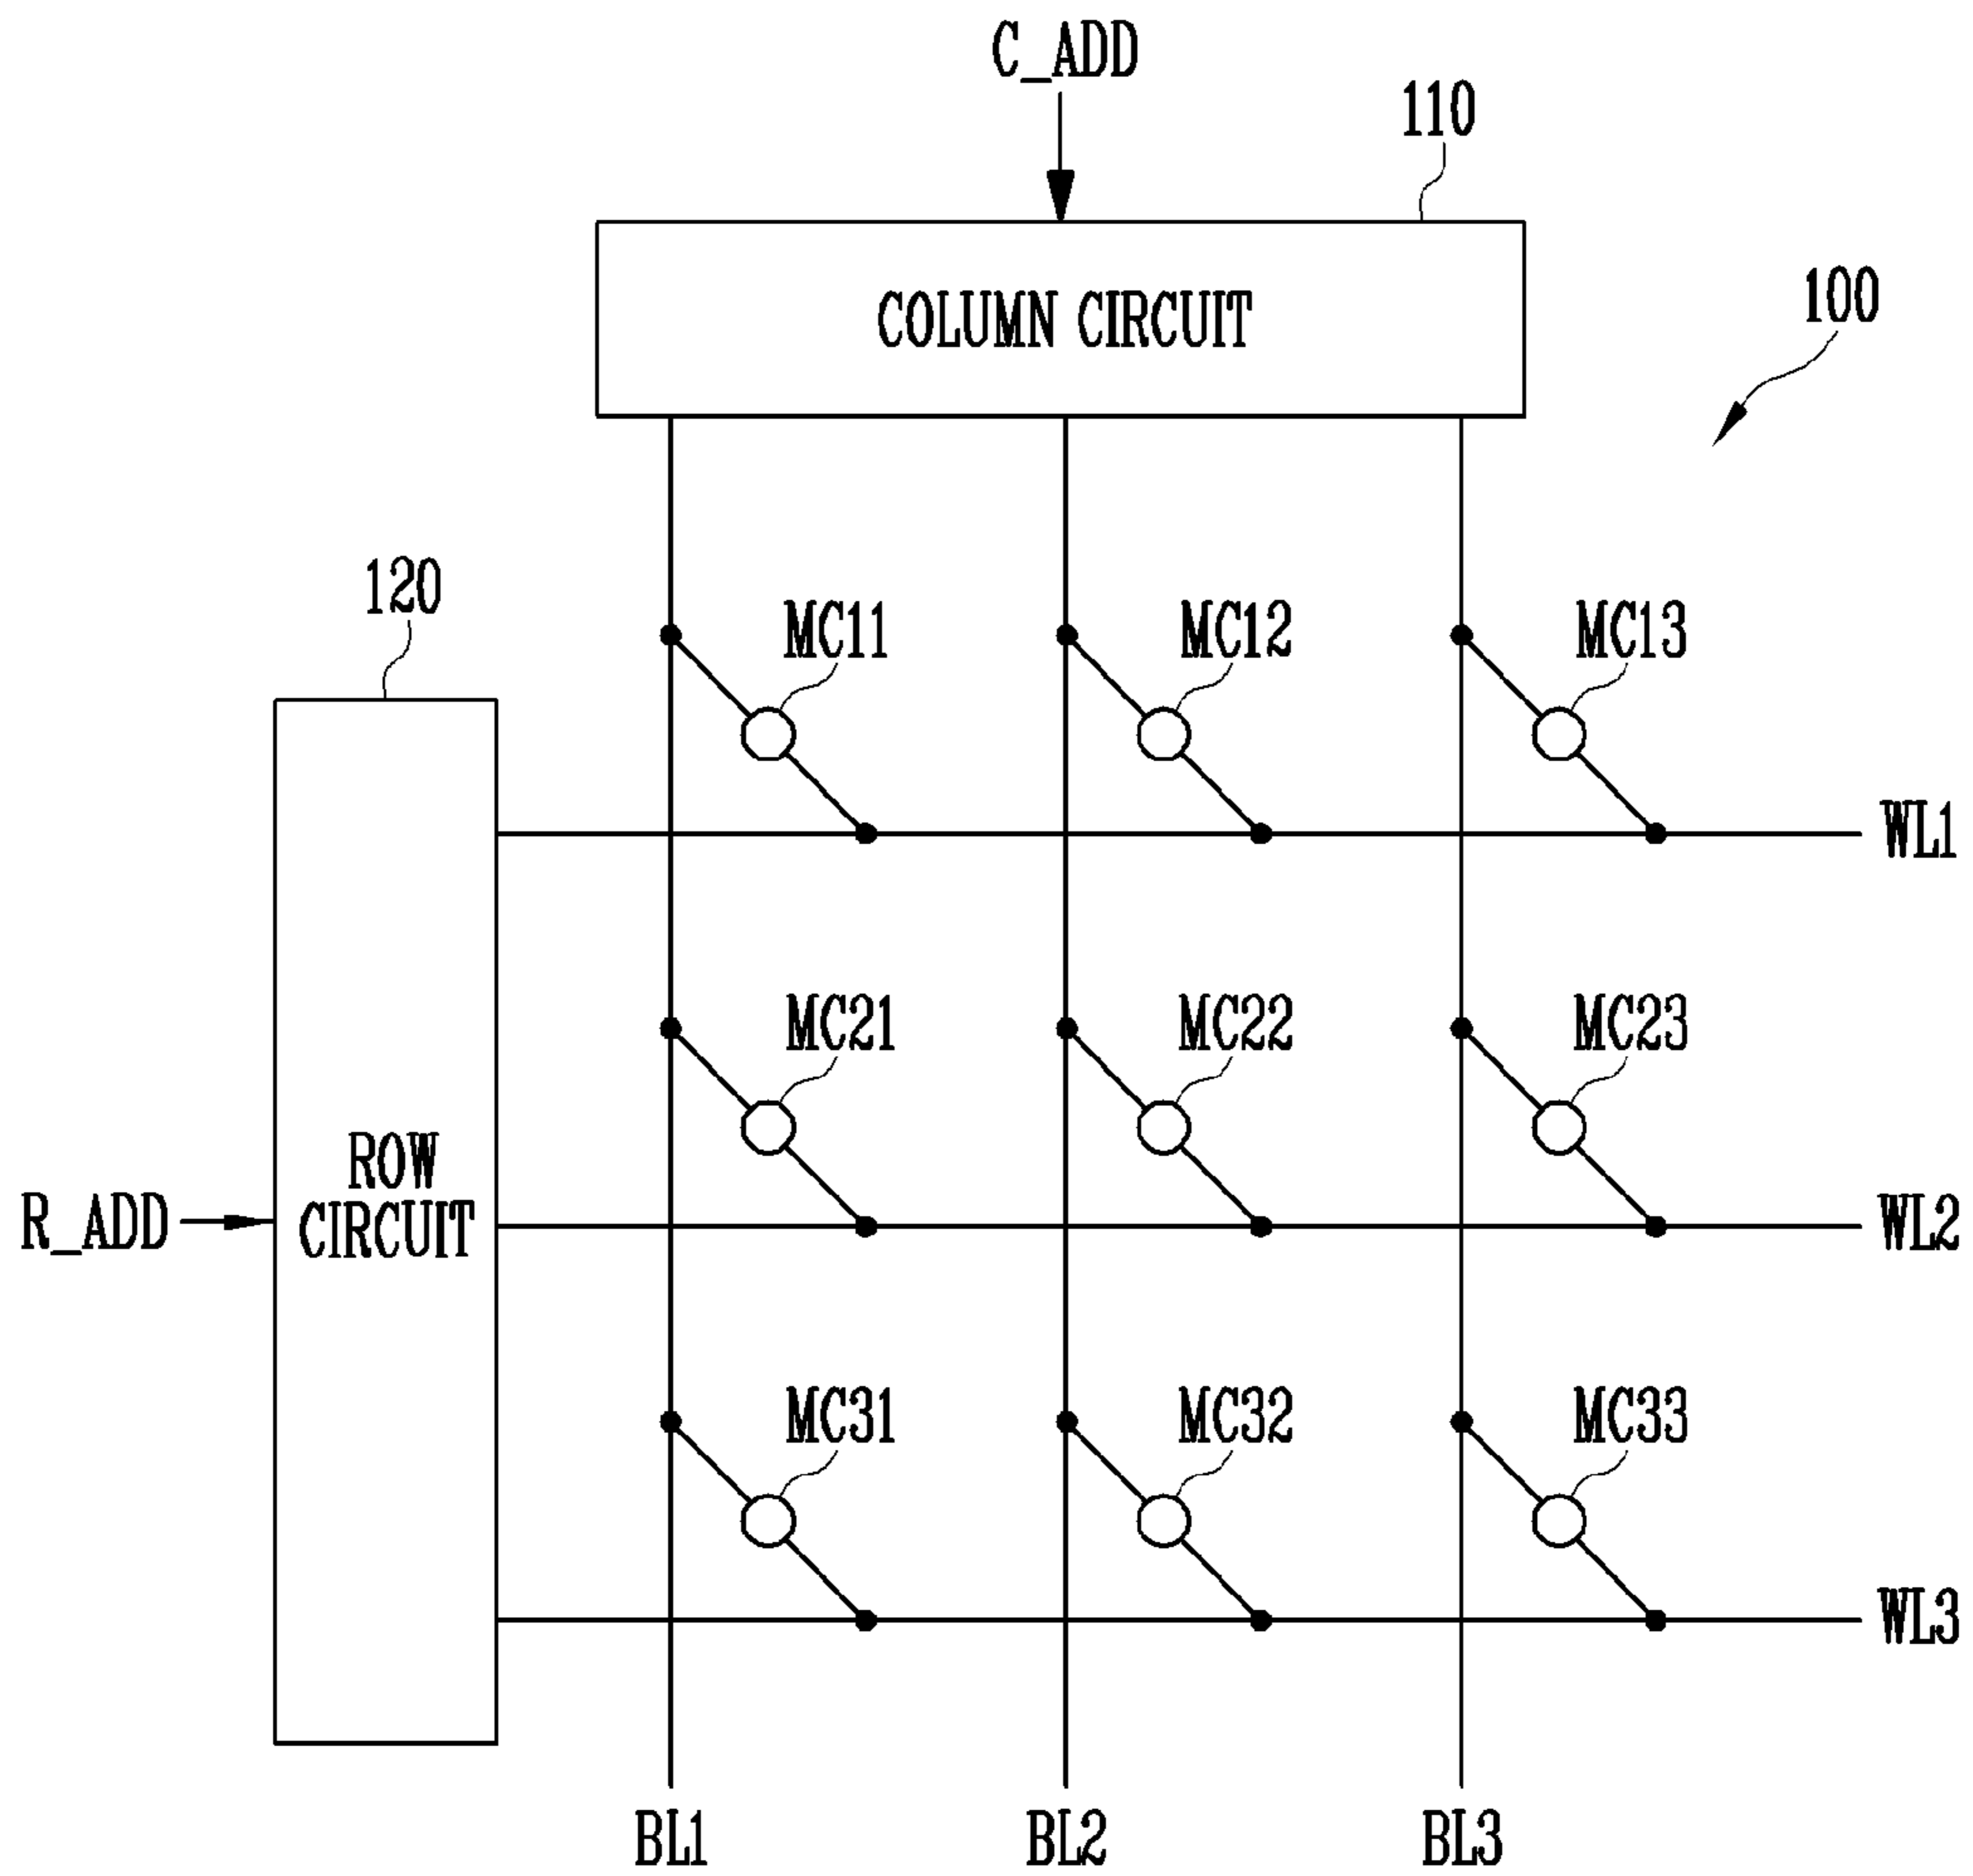 C_ADD
110
COLUMN CIRCUIT
100
120
MC11
MC12
MC13
WL1
MC21
MC22
MC23
ROW
CIRCUIT
R_ADD
WL2
MC31
MC32
MC33
WL3
BL1
BL2
BL3